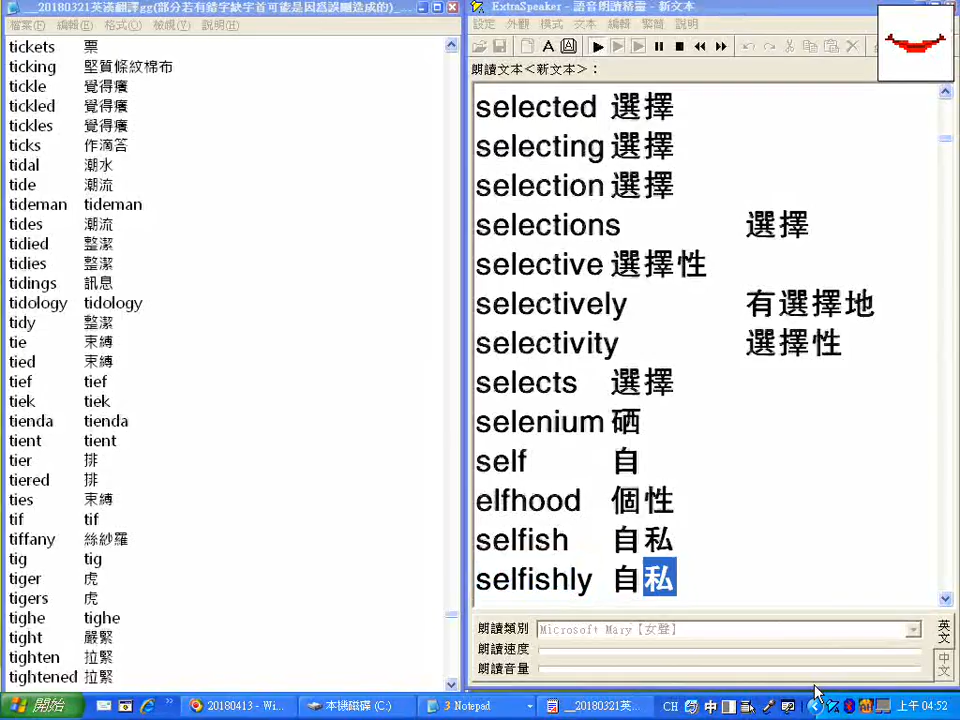 __20180321英漢翻譯gg(部分若有錯字缺字首可能是因爲誤刪造成的)_...
檔案(F) 編輯(E) 格式(O) 檢視(V) 說明(H)
tickets 票
ticking 堅質條紋棉布
tickle 覺得癢
tickled 覺得癢
tickles 覺得癢
ticks 作滴答
tidal 潮水
tide 潮流
tideman tideman
tides 潮流
tidied 整潔
tidies 整潔
tidings 訊息
tidology tidology
tidy 整潔
tie 束縛
tied 束縛
tief tief
tiek tiek
tienda tienda
tient tient
tier 排
tiered 排
ties 束縛
tif tif
tiffany 絲紗羅
tig tig
tiger 虎
tigers 虎
tighe tighe
tight 嚴緊
tighten 拉緊
tightened 拉緊
ExtraSpeaker - 語音朗讀精靈 - 新文本
設定 外觀 模式 文本 編輯 繁簡 說明
朗讀文本<新文本>：
selected 選擇
selecting 選擇
selection 選擇
selections 選擇
selective 選擇性
selectively 有選擇地
selectivity 選擇性
selects 選擇
selenium 硒
self 自
elfhood 個性
selfish 自私
selfishly 自私
朗讀類別 Microsoft Mary【女聲】
朗讀速度
朗讀音量
英文
中文
開始 20180413 - Wi... 本機磁碟 (C:) 3 Notepad __20180321英... CH 中 上午 04:52